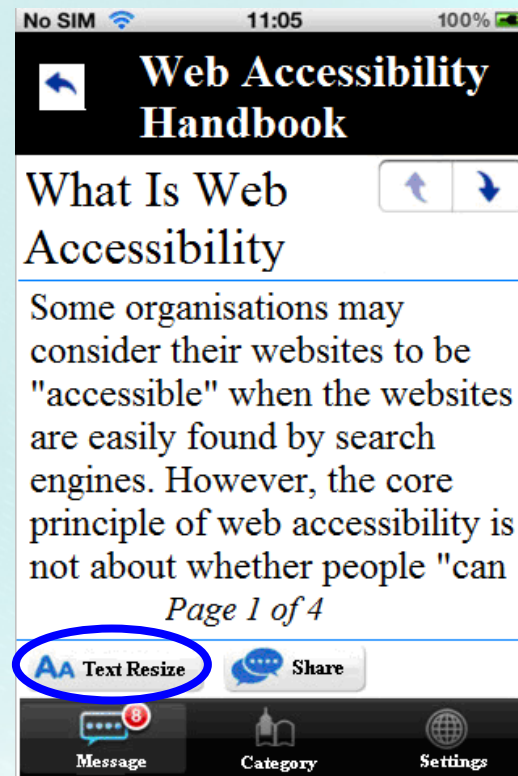 No SIM 11:05 100%
Web Accessibility
Handbook
What Is Web
Accessibility
Some organisations may
consider their websites to be
"accessible" when the websites
are easily found by search
engines. However, the core
principle of web accessibility is
not about whether people "can
Page 1 of 4
AA Text Resize Share
8
Message Category Settings